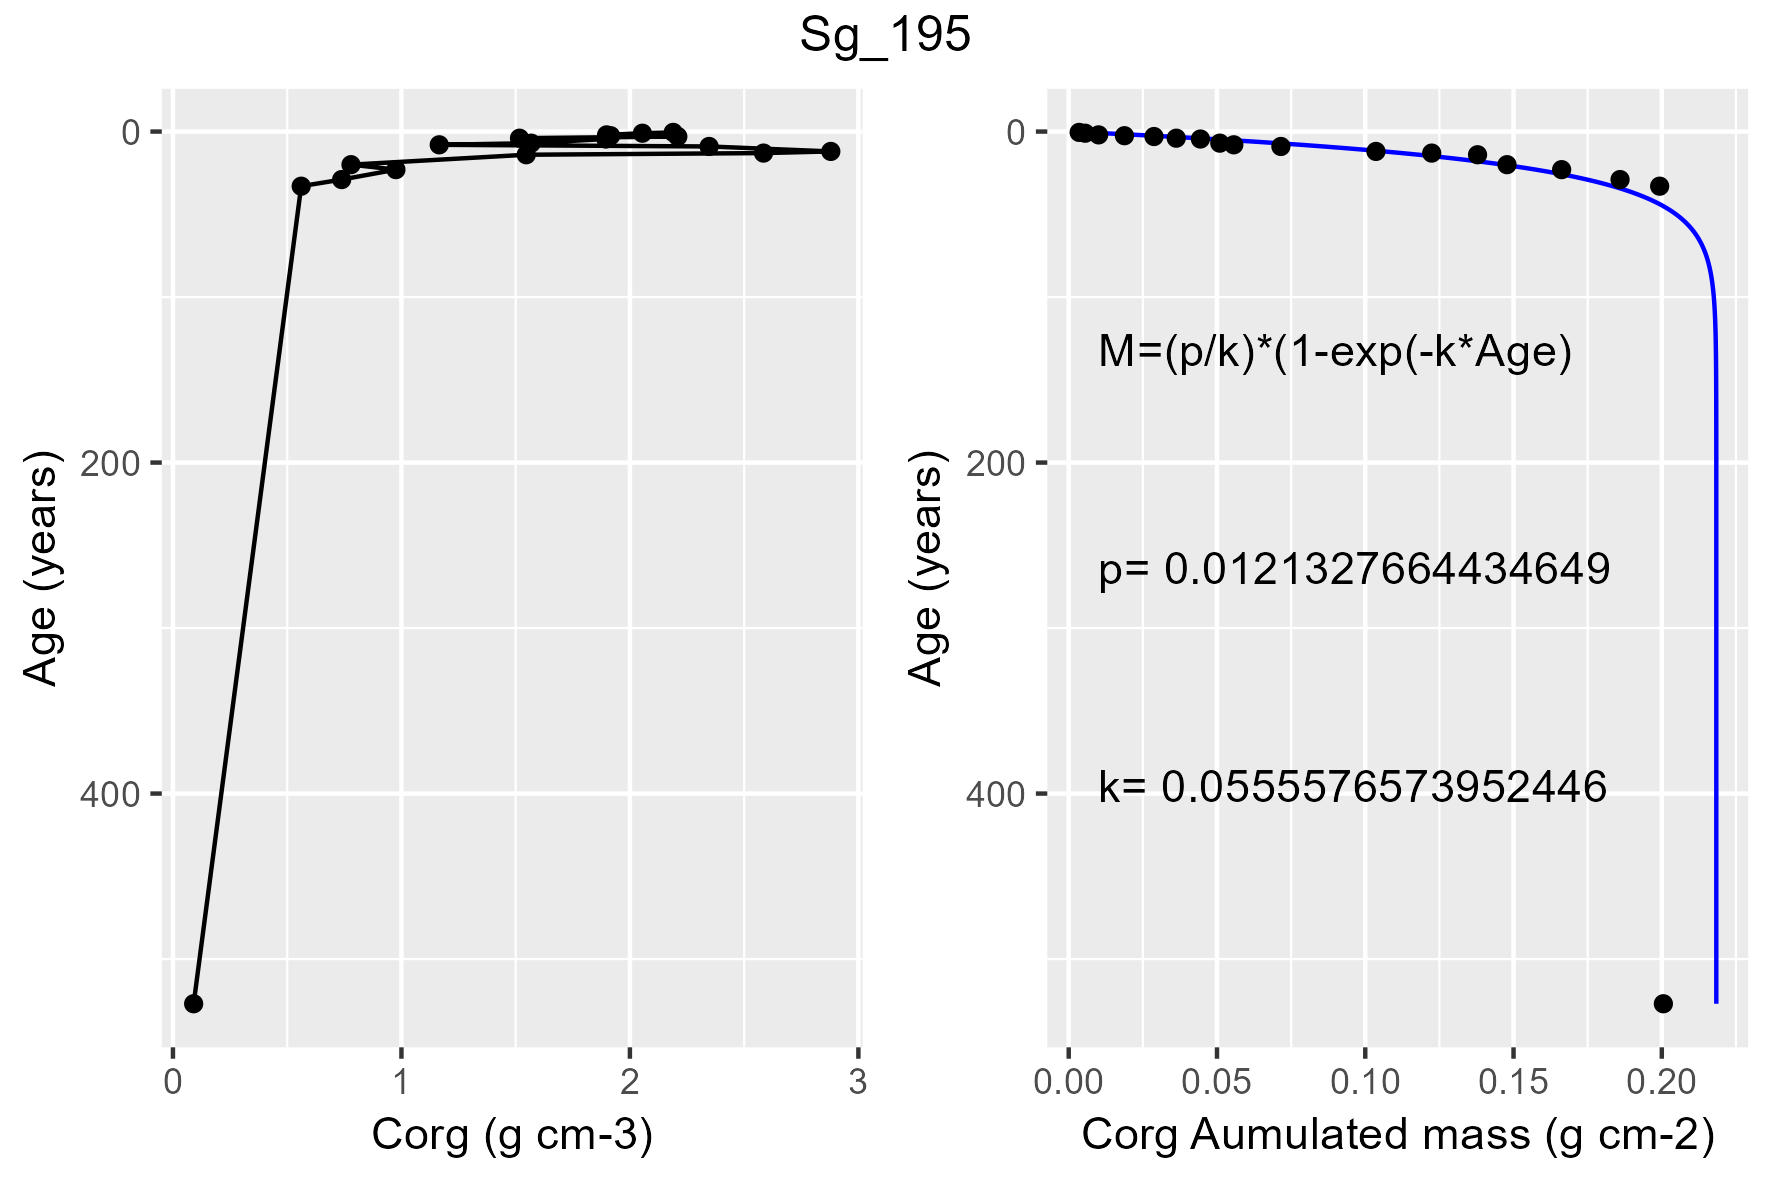 Sg_195
0
200
400
Age (years)
0
1
2
3
Corg (g cm-3)
0
200
400
Age (years)
M=(p/k)*(1-exp(-k*Age)
p= 0.0121327664434649
k= 0.0555576573952446
0.00
0.05
0.10
0.15
0.20
Corg Aumulated mass (g cm-2)